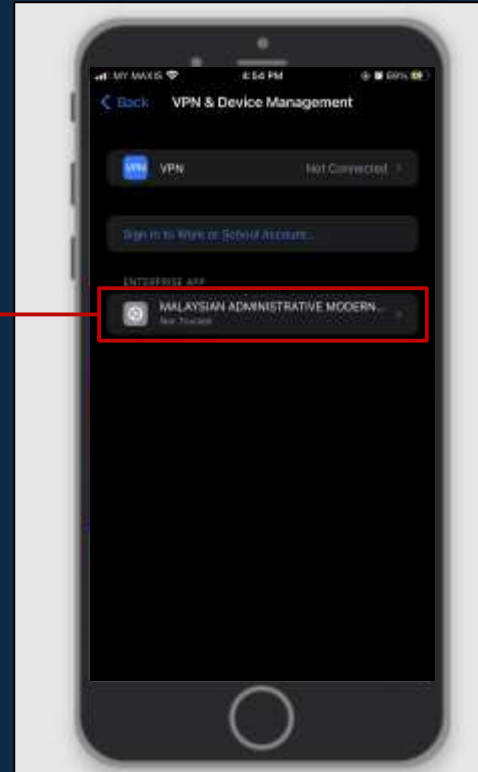 MY MAXIS 4:54 PM 69%
Back VPN & Device Management
VPN VPN Not Connected
Sign in to Work or School Account...
ENTERPRISE APP
MALAYSIAN ADMINISTRATIVE MODERN...
Not Trusted